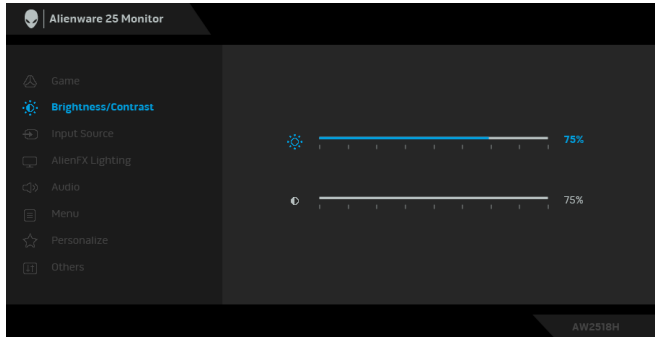 Alienware 25 Monitor
Game
Brightness/Contrast
Input Source
AlienFX Lighting
Audio
Menu
Personalize
Others
75%
75%
AW2518H